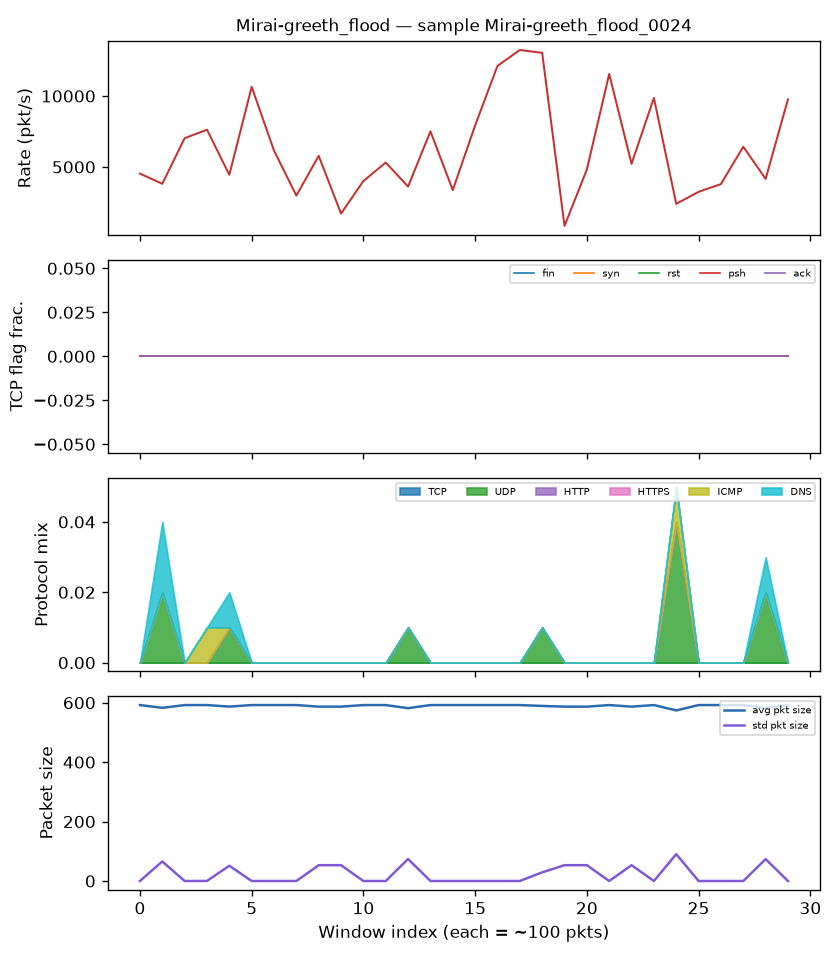 Mirai-greeth_flood — sample Mirai-greeth_flood_0024
Rate (pkt/s)
10000
5000
TCP flag frac.
0.050
0.025
0.000
−0.025
−0.050
fin syn rst psh ack
Protocol mix
0.04
0.02
0.00
TCP UDP HTTP HTTPS ICMP DNS
Packet size
600
400
200
0
avg pkt size
std pkt size
0 5 10 15 20 25 30
Window index (each = ~100 pkts)